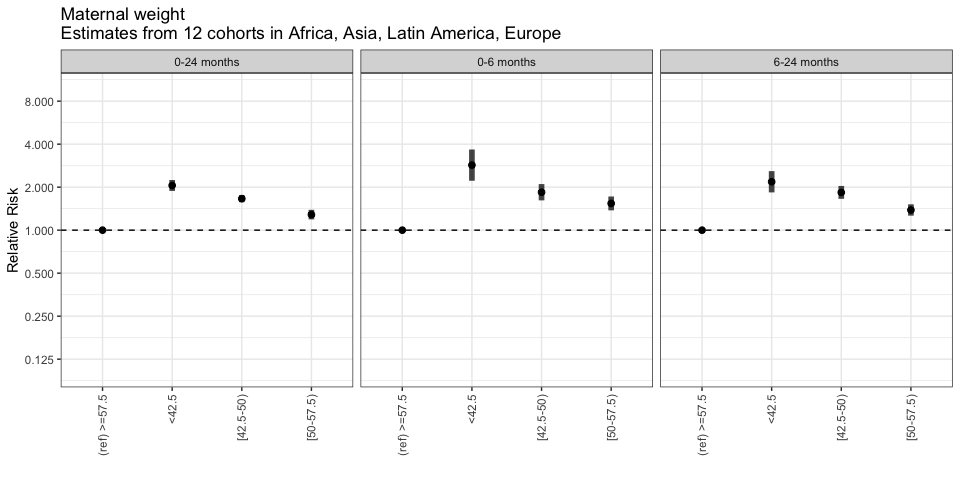 Maternal weight
Estimates from 12 cohorts in Africa, Asia, Latin America, Europe
0-24 months
0-6 months
6-24 months
Relative Risk
8.000
4.000
2.000
1.000
0.500
0.250
0.125
(ref) >=57.5
<42.5
[42.5-50)
[50-57.5)
(ref) >=57.5
<42.5
[42.5-50)
[50-57.5)
(ref) >=57.5
<42.5
[42.5-50)
[50-57.5)